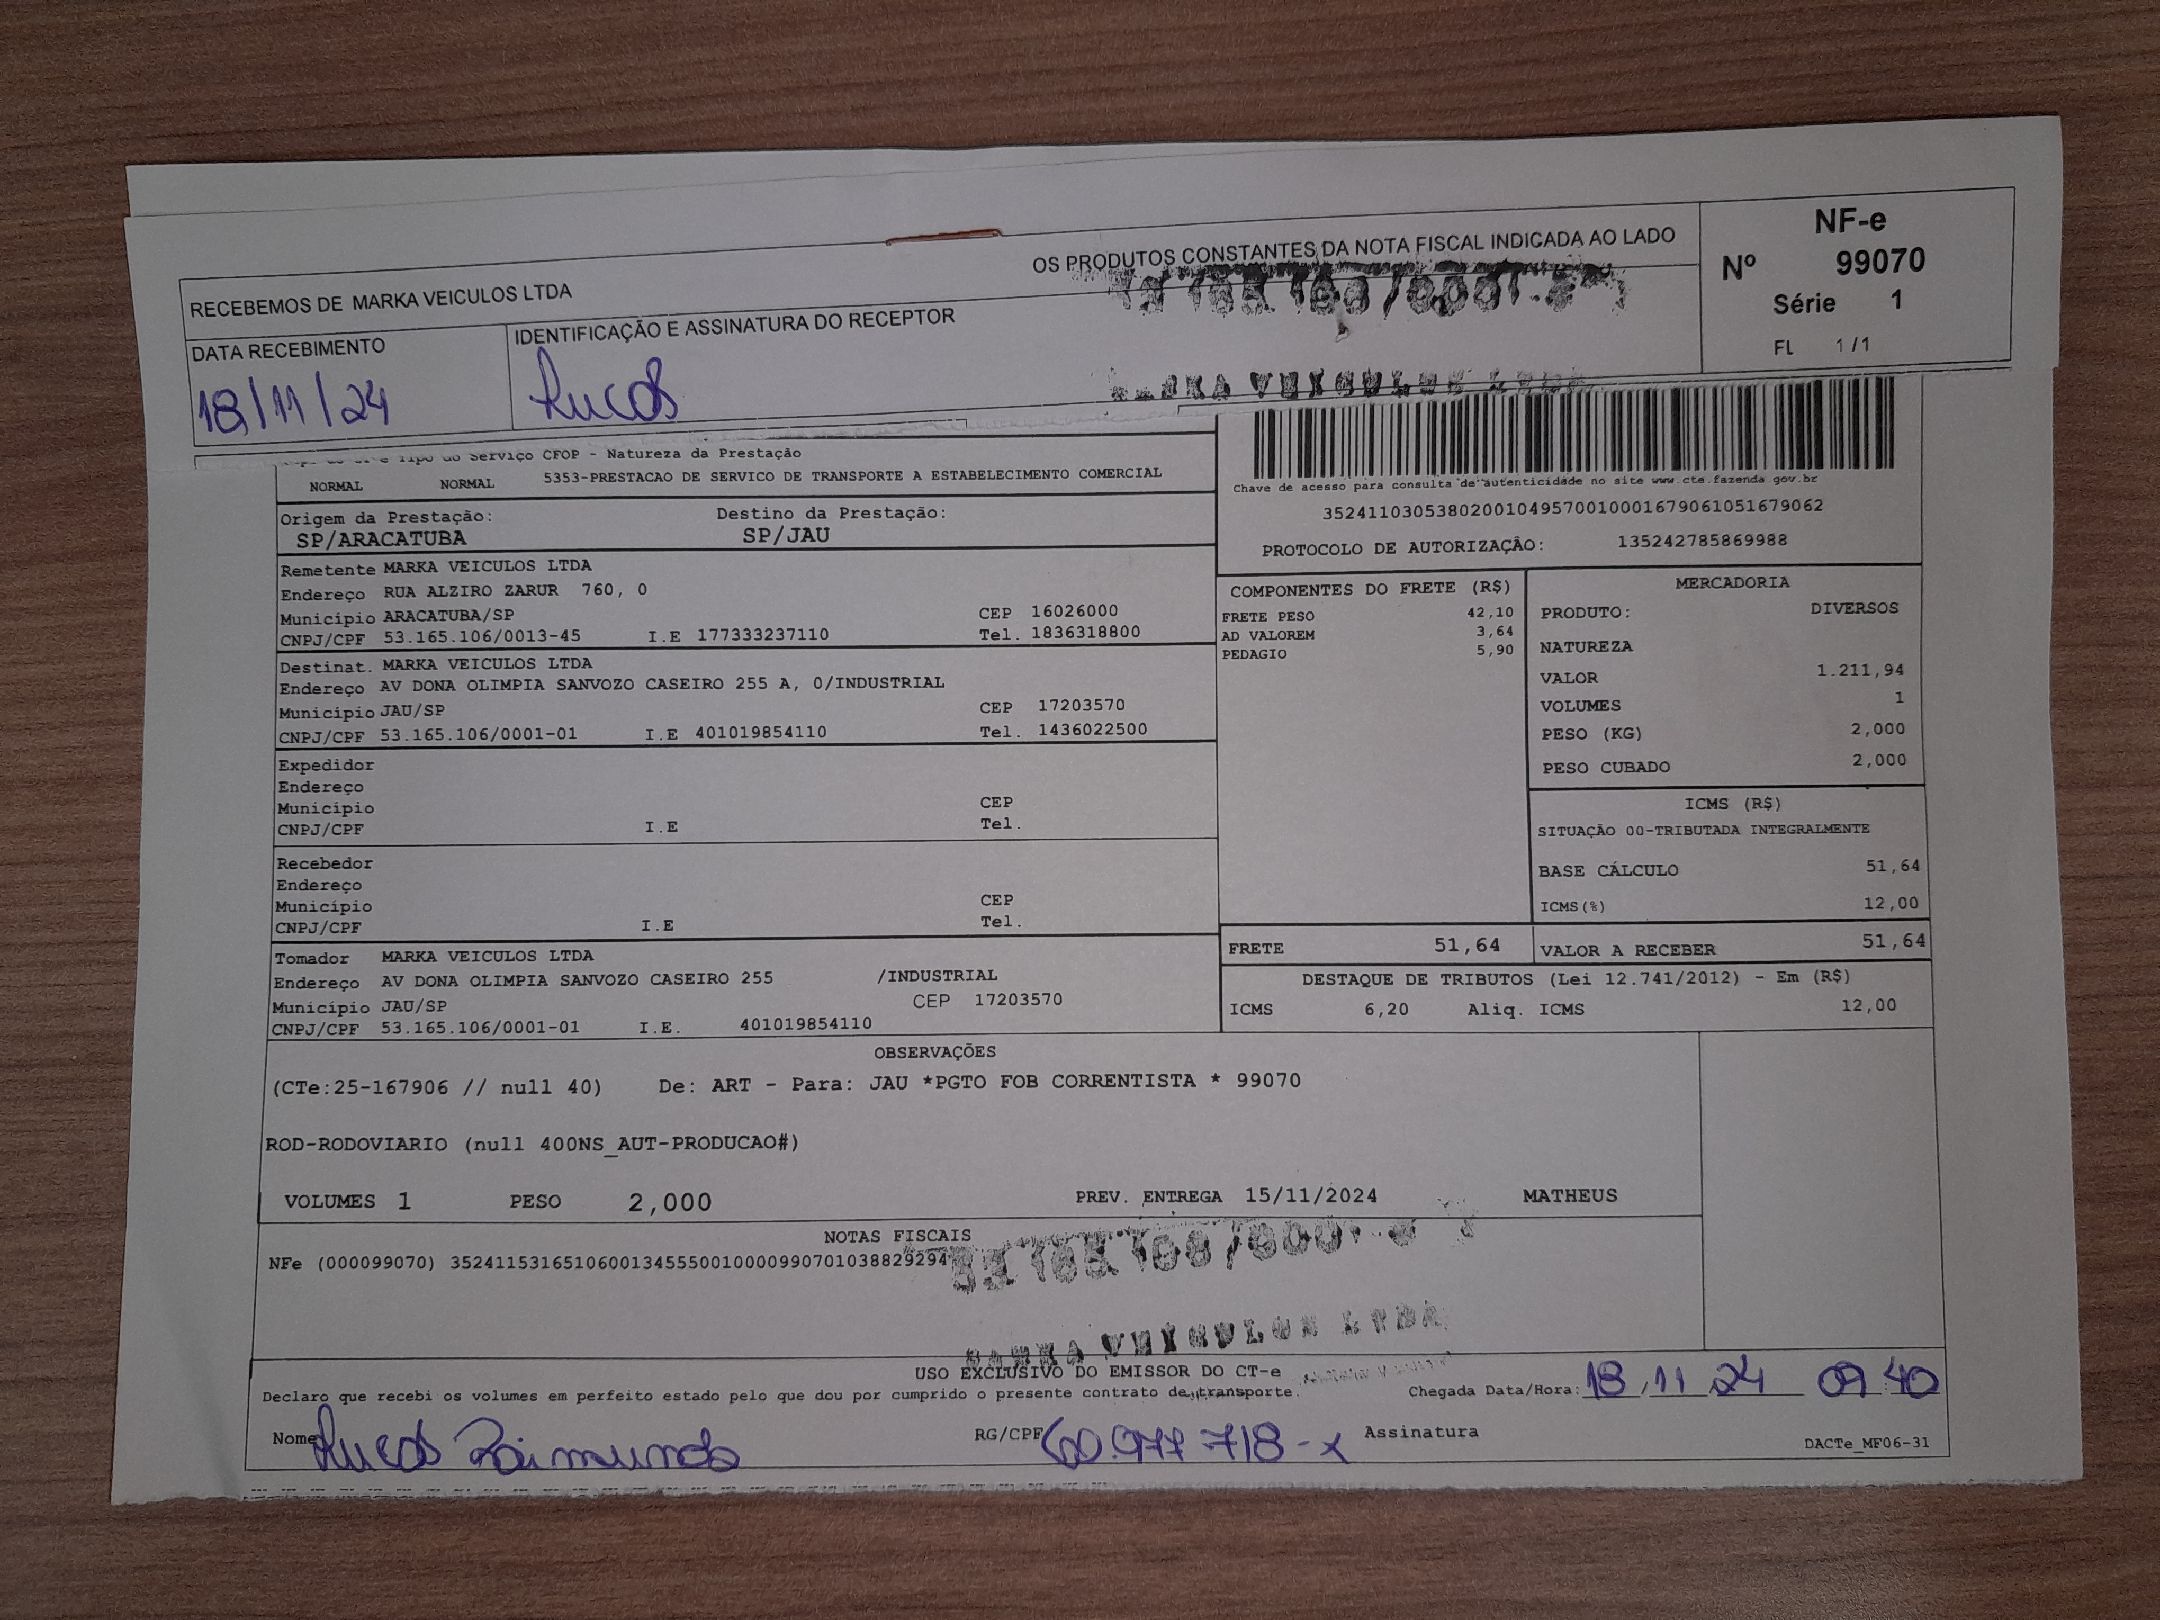 RECEBEMOS DE MARKA VEICULOS LTDA OS PRODUTOS CONSTANTES DA NOTA FISCAL INDICADA AO LADO
DATA RECEBIMENTO
18/11/24
IDENTIFICAÇÃO E ASSINATURA DO RECEPTOR
Lucas
NF-e
Nº 99070
Série 1
FL 1/1
VEICULOS LTDA
Tipo do Serviço CFOP - Natureza da Prestação
NORMAL NORMAL 5353-PRESTACAO DE SERVICO DE TRANSPORTE A ESTABELECIMENTO COMERCIAL
Chave de acesso para consulta de autenticidade no site www.cte.fazenda.gov.br
35241103053802001049570010001679061051679062
PROTOCOLO DE AUTORIZAÇÃO: 135242785869988
Origem da Prestação: Destino da Prestação:
SP/ARACATUBA SP/JAU
Remetente MARKA VEICULOS LTDA
Endereço RUA ALZIRO ZARUR 760, 0
Município ARACATUBA/SP CEP 16026000
CNPJ/CPF 53.165.106/0013-45 I.E 177333237110 Tel. 1836318800
Destinat. MARKA VEICULOS LTDA
Endereço AV DONA OLIMPIA SANVOZO CASEIRO 255 A, 0/INDUSTRIAL
Município JAU/SP CEP 17203570
CNPJ/CPF 53.165.106/0001-01 I.E 401019854110 Tel. 1436022500
Expedidor
Endereço
Município CEP
CNPJ/CPF I.E Tel.
Recebedor
Endereço
Município CEP
CNPJ/CPF I.E Tel.
Tomador MARKA VEICULOS LTDA
Endereço AV DONA OLIMPIA SANVOZO CASEIRO 255 /INDUSTRIAL
Município JAU/SP CEP 17203570
CNPJ/CPF 53.165.106/0001-01 I.E. 401019854110
COMPONENTES DO FRETE (R$)
FRETE PESO 42,10
AD VALOREM 3,64
PEDAGIO 5,90
MERCADORIA
PRODUTO: DIVERSOS
NATUREZA
VALOR 1.211,94
VOLUMES 1
PESO (KG) 2,000
PESO CUBADO 2,000
ICMS (R$)
SITUAÇÃO 00-TRIBUTADA INTEGRALMENTE
BASE CÁLCULO 51,64
ICMS(%) 12,00
FRETE 51,64 VALOR A RECEBER 51,64
DESTAQUE DE TRIBUTOS (Lei 12.741/2012) - Em (R$)
ICMS 6,20 Aliq. ICMS 12,00
OBSERVAÇÕES
(CTe:25-167906 // null 40) De: ART - Para: JAU *PGTO FOB CORRENTISTA * 99070
ROD-RODOVIARIO (null 400NS_AUT-PRODUCAO#)
VOLUMES 1 PESO 2,000 PREV. ENTREGA 15/11/2024 MATHEUS
NOTAS FISCAIS
NFe (000099070) 35241153165106001345550010000990701038829294
MARKA VEICULOS LTDA
USO EXCLUSIVO DO EMISSOR DO CT-e
Declaro que recebi os volumes em perfeito estado pelo que dou por cumprido o presente contrato de transporte. Chegada Data/Hora: 18 11 24 09 40
Nome Lucas Raimundo RG/CPF 60.977.718-x Assinatura
DACTe_MF06-31